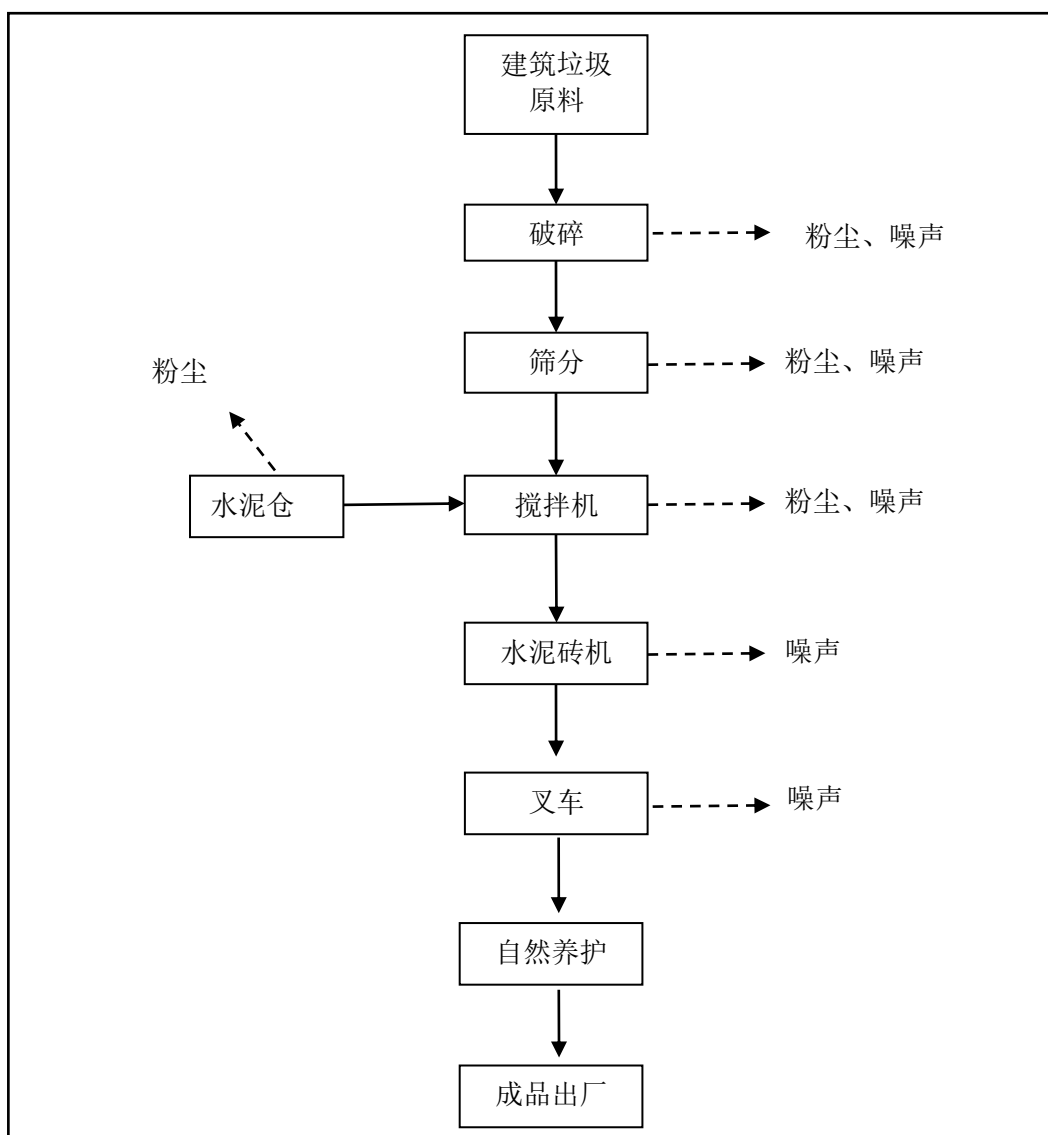 建筑垃圾
原料
破碎
粉尘、噪声
筛分
粉尘、噪声
粉尘
水泥仓
搅拌机
粉尘、噪声
水泥砖机
噪声
叉车
噪声
自然养护
成品出厂